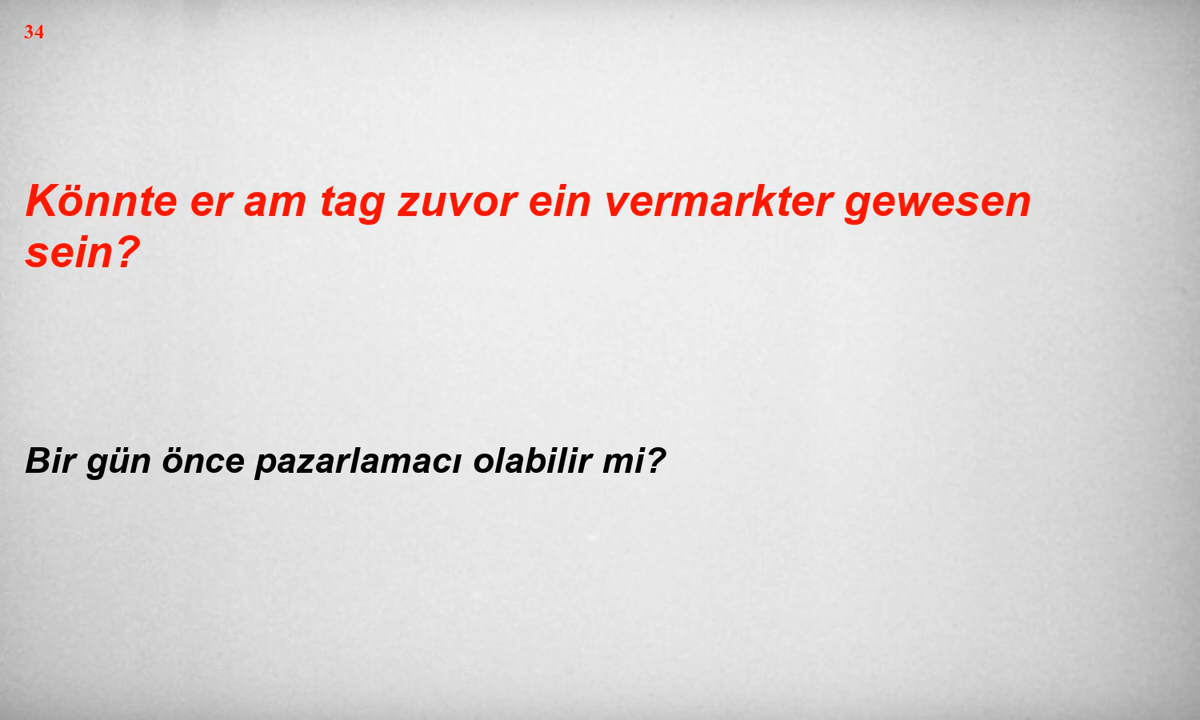 34
Könnte er am tag zuvor ein vermarkter gewesen
sein?
Bir gün önce pazarlamacı olabilir mi?